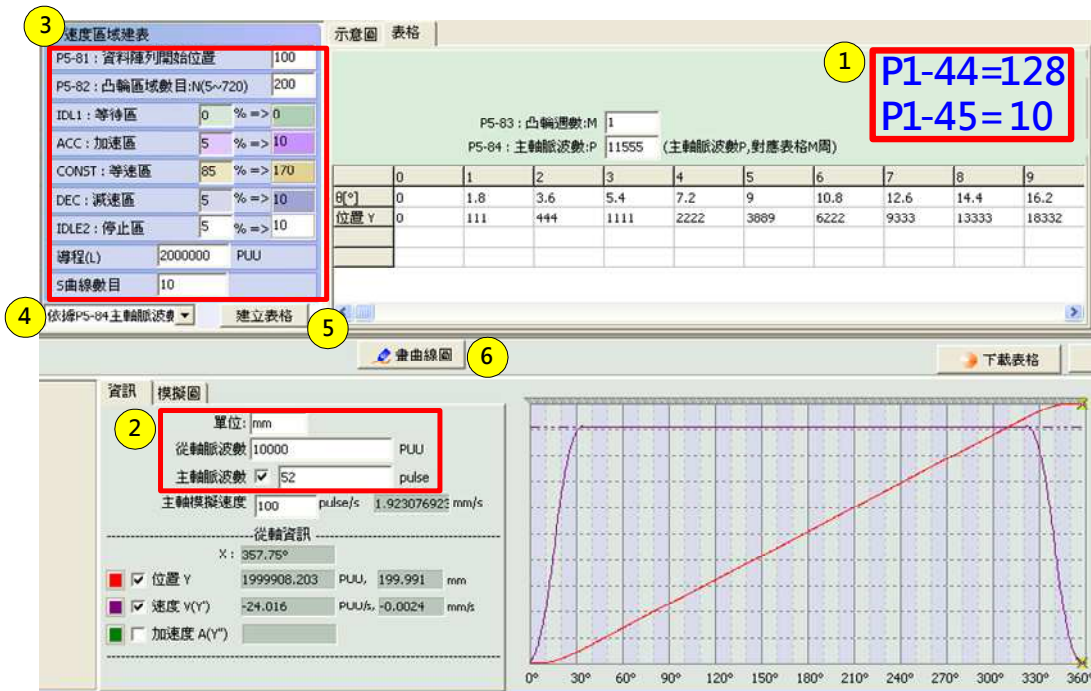 3
速度區域建表
P5-81：資料陣列開始位置 100
P5-82：凸輪區域數目:N(5~720) 200
IDL1：等待區 0 % => 0
ACC：加速區 5 % => 10
CONST：等速區 85 % => 170
DEC：減速區 5 % => 10
IDLE2：停止區 5 % => 10
導程(L) 2000000 PUU
S曲線數目 10
4
依據P5-84主軸脈波數
建立表格
5
示意圖 表格
1
P1-44=128
P1-45= 10
P5-83：凸輪週數:M 1
P5-84：主軸脈波數:P 11555 (主軸脈波數P,對應表格M周)
0 1 2 3 4 5 6 7 8 9
θ[°] 0 1.8 3.6 5.4 7.2 9 10.8 12.6 14.4 16.2
位置 Y 0 111 444 1111 2222 3889 6222 9333 13333 18332
畫曲線圖
6
下載表格
資訊 模擬圖
2
單位: mm
從軸脈波數 10000 PUU
主軸脈波數 52 pulse
主軸模擬速度 100 pulse/s 1.923076923 mm/s
從軸資訊
X： 357.75°
位置 Y 1999908.203 PUU, 199.991 mm
速度 V(Y') -24.016 PUU/s, -0.0024 mm/s
加速度 A(Y")
0° 30° 60° 90° 120° 150° 180° 210° 240° 270° 300° 330° 360